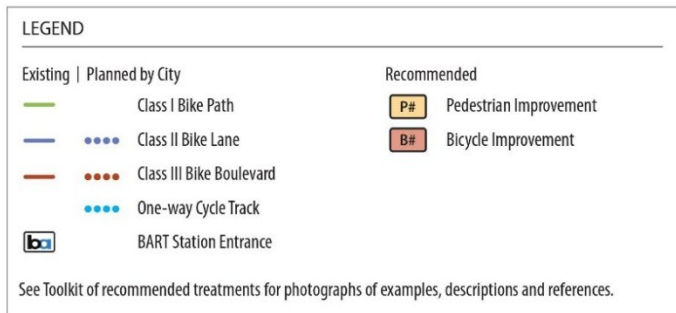 LEGEND
Existing | Planned by City
Recommended
Class I Bike Path
P# Pedestrian Improvement
Class II Bike Lane
B# Bicycle Improvement
Class III Bike Boulevard
One-way Cycle Track
ba BART Station Entrance
See Toolkit of recommended treatments for photographs of examples, descriptions and references.